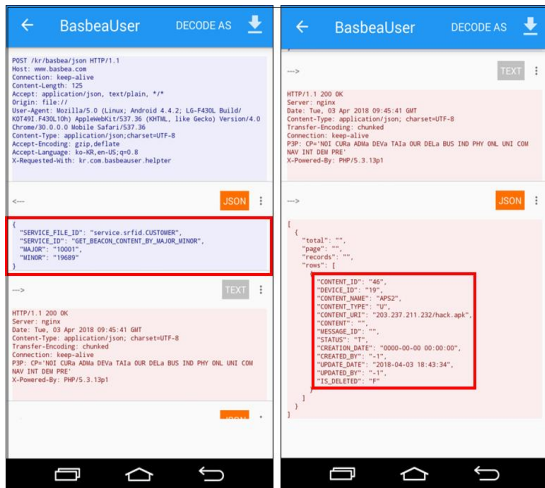 BasbeaUser
DECODE AS
POST /kr/basbea/json HTTP/1.1
Host: www.basbea.com
Connection: keep-alive
Content-Length: 125
Accept: application/json, text/plain, */*
Origin: file://
User-Agent: Mozilla/5.0 (Linux; Android 4.4.2; LG-F430L Build/
KOT49I.F430L10h) AppleWebKit/537.36 (KHTML, like Gecko) Version/4.0
Chrome/30.0.0.0 Mobile Safari/537.36
Content-Type: application/json;charset=UTF-8
Accept-Encoding: gzip,deflate
Accept-Language: ko-KR,en-US;q=0.8
X-Requested-With: kr.com.basbeauser.helpter
<---
JSON
{
"SERVICE_FILE_ID": "service.srfid.CUSTOMER",
"SERVICE_ID": "GET_BEACON_CONTENT_BY_MAJOR_MINOR",
"MAJOR": "10001",
"MINOR": "19689"
}
--->
TEXT
HTTP/1.1 200 OK
Server: nginx
Date: Tue, 03 Apr 2018 09:45:41 GMT
Content-Type: application/json; charset=UTF-8
Transfer-Encoding: chunked
Connection: keep-alive
P3P: CP='NOI CURa ADMa DEVa TAIa OUR DELa BUS IND PHY ONL UNI COM
NAV INT DEM PRE'
X-Powered-By: PHP/5.3.13p1
JSON
BasbeaUser
DECODE AS
--->
TEXT
HTTP/1.1 200 OK
Server: nginx
Date: Tue, 03 Apr 2018 09:45:41 GMT
Content-Type: application/json; charset=UTF-8
Transfer-Encoding: chunked
Connection: keep-alive
P3P: CP='NOI CURa ADMa DEVa TAIa OUR DELa BUS IND PHY ONL UNI COM
NAV INT DEM PRE'
X-Powered-By: PHP/5.3.13p1
--->
JSON
[
{
"total": "",
"page": "",
"records": "",
"rows": [
{
"CONTENT_ID": "46",
"DEVICE_ID": "19",
"CONTENT_NAME": "APS2",
"CONTENT_TYPE": "U",
"CONTENT_URI": "203.237.211.232/hack.apk",
"CONTENT": "",
"MESSAGE_ID": "",
"STATUS": "T",
"CREATION_DATE": "0000-00-00 00:00:00",
"CREATED_BY": "-1",
"UPDATE_DATE": "2018-04-03 18:43:34",
"UPDATED_BY": "-1",
"IS_DELETED": "F"
}
]
}
]